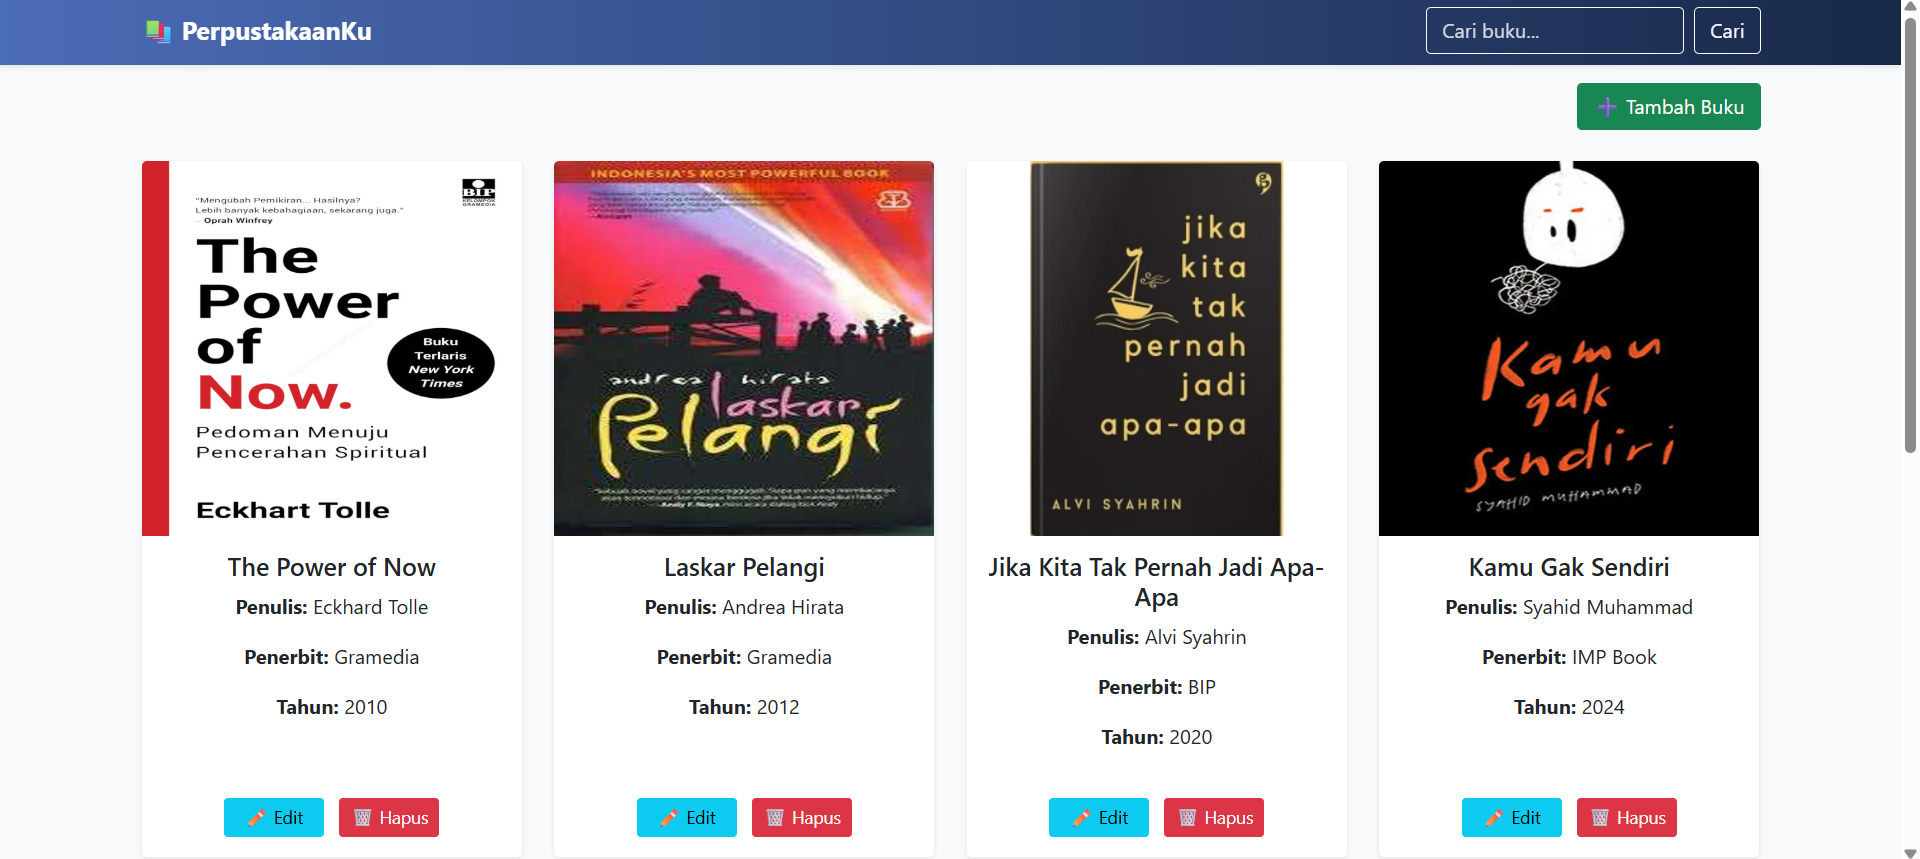 PerpustakaanKu
Cari buku...
Cari
Tambah Buku
"Mengubah Pemikiran... Hasilnya?
Lebih banyak kebahagiaan, sekarang juga."
– Oprah Winfrey
BIP
KELOMPOK
GRAMEDIA
The
Power
of
Now.
Buku
Terlaris
New York
Times
Pedoman Menuju
Pencerahan Spiritual
Eckhart Tolle
The Power of Now
Penulis: Eckhard Tolle
Penerbit: Gramedia
Tahun: 2010
Edit
Hapus
INDONESIA'S MOST POWERFUL BOOK
andrea hirata
laskar
Pelangi
Laskar Pelangi
Penulis: Andrea Hirata
Penerbit: Gramedia
Tahun: 2012
Edit
Hapus
jika
kita
tak
pernah
jadi
apa-apa
ALVI SYAHRIN
Jika Kita Tak Pernah Jadi Apa-
Apa
Penulis: Alvi Syahrin
Penerbit: BIP
Tahun: 2020
Edit
Hapus
Kamu
gak
sendiri
SYAHID MUHAMMAD
Kamu Gak Sendiri
Penulis: Syahid Muhammad
Penerbit: IMP Book
Tahun: 2024
Edit
Hapus